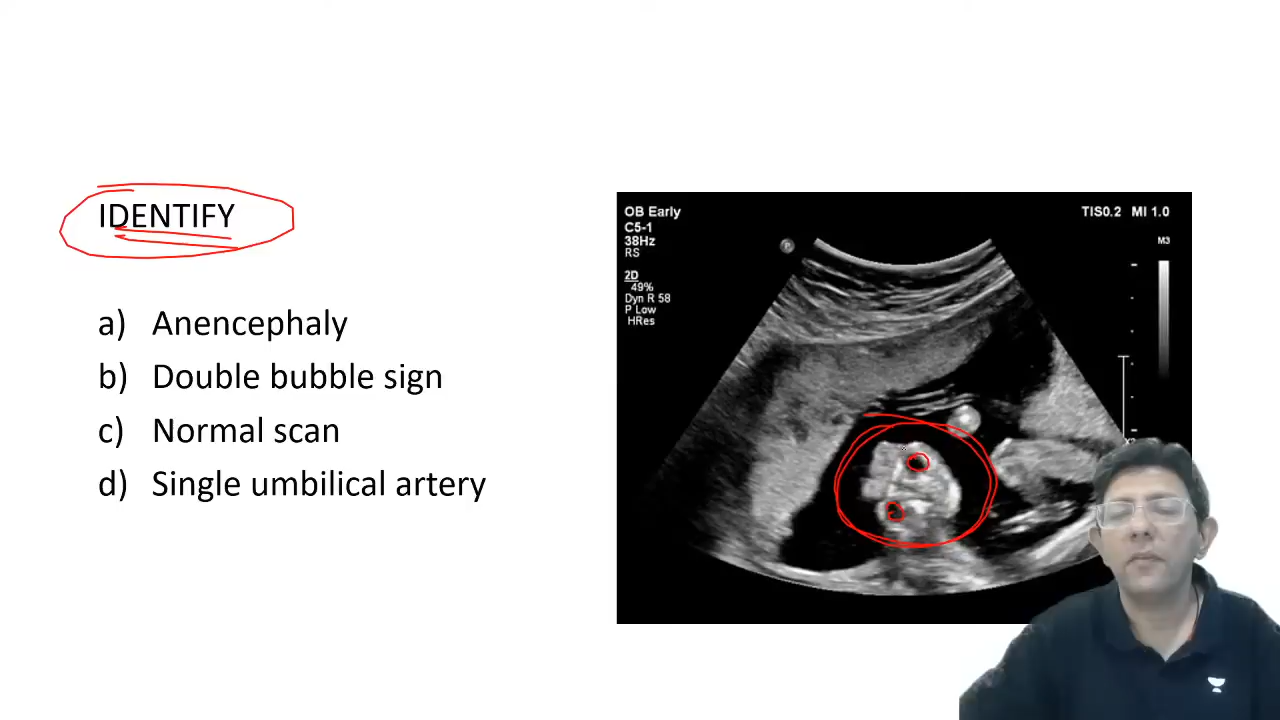 IDENTIFY
a) Anencephaly
b) Double bubble sign
c) Normal scan
d) Single umbilical artery
OB Early
C5-1
38Hz
RS
2D
49%
Dyn R 58
P Low
HRes
P
TIS0.2 MI 1.0
M3